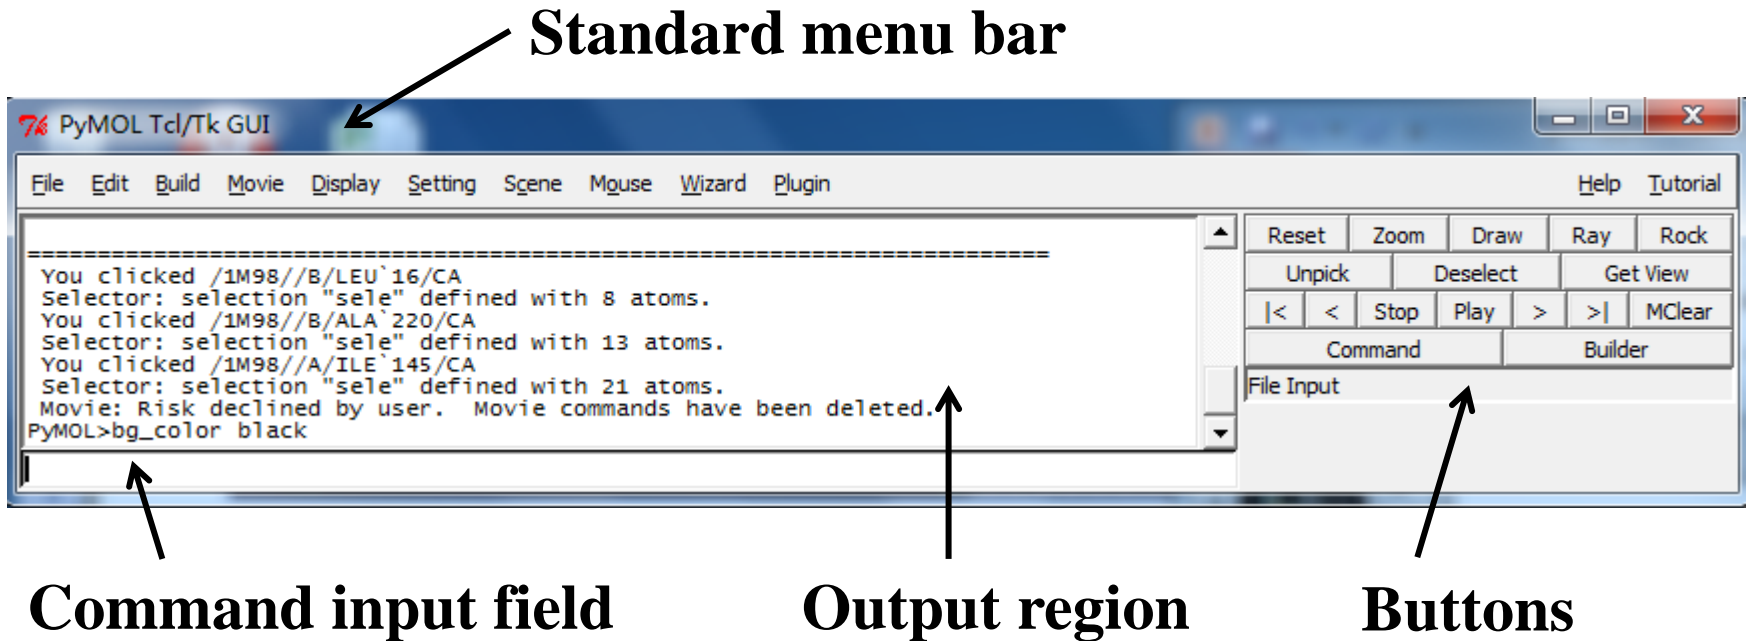 Standard menu bar
PyMOL Tcl/Tk GUI
File Edit Build Movie Display Setting Scene Mouse Wizard Plugin Help Tutorial
===========================================================================
You clicked /1M98//B/LEU`16/CA
Selector: selection "sele" defined with 8 atoms.
You clicked /1M98//B/ALA`220/CA
Selector: selection "sele" defined with 13 atoms.
You clicked /1M98//A/ILE`145/CA
Selector: selection "sele" defined with 21 atoms.
Movie: Risk declined by user.  Movie commands have been deleted.
PyMOL>bg_color black
Reset Zoom Draw Ray Rock
Unpick Deselect Get View
|< < Stop Play > >| MClear
Command Builder
File Input
Command input field Output region Buttons